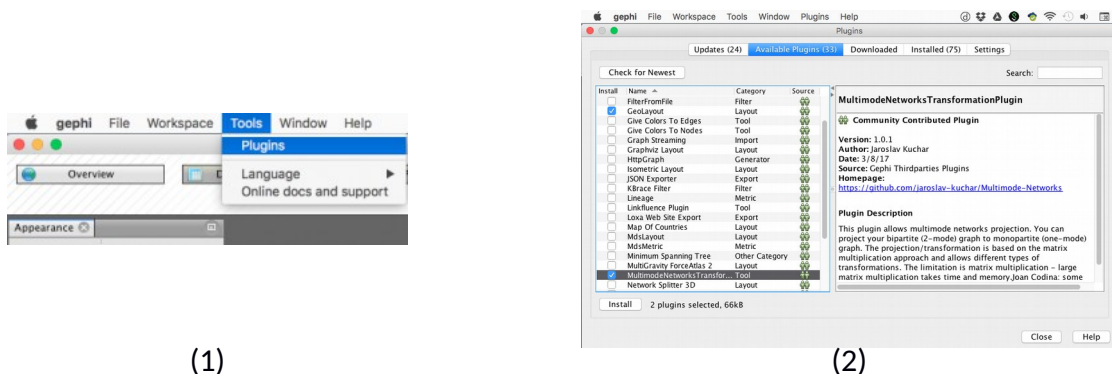 gephi File Workspace Tools Window Help
Plugins
Overview
Language
Online docs and support
Appearance
(1)
gephi File Workspace Tools Window Plugins Help
Plugins
Updates (24) Available Plugins (33) Downloaded Installed (75) Settings
Check for Newest Search:
Install Name Category Source
FilterFromFile Filter
GeoLayout Layout
Give Colors To Edges Tool
Give Colors To Nodes Tool
Graph Streaming Import
Graphviz Layout Layout
HttpGraph Generator
Isometric Layout Layout
JSON Exporter Export
KBrace Filter Filter
Lineage Metric
Linkfluence Plugin Tool
Loxa Web Site Export Export
Map Of Countries Layout
MdsLayout Layout
MdsMetric Metric
Minimum Spanning Tree Other Category
MultiGravity ForceAtlas 2 Layout
MultimodeNetworksTransfor... Tool
Network Splitter 3D Layout
MultimodeNetworksTransformationPlugin
Community Contributed Plugin
Version: 1.0.1
Author: Jaroslav Kuchar
Date: 3/8/17
Source: Gephi Thirdparties Plugins
Homepage:
https://github.com/jaroslav-kuchar/Multimode-Networks
Plugin Description
This plugin allows multimode networks projection. You can
project your bipartite (2-mode) graph to monopartite (one-mode)
graph. The projection/transformation is based on the matrix
multiplication approach and allows different types of
transformations. The limitation is matrix multiplication - large
matrix multiplication takes time and memory.Joan Codina: some
Install 2 plugins selected, 66kB
Close Help
(2)